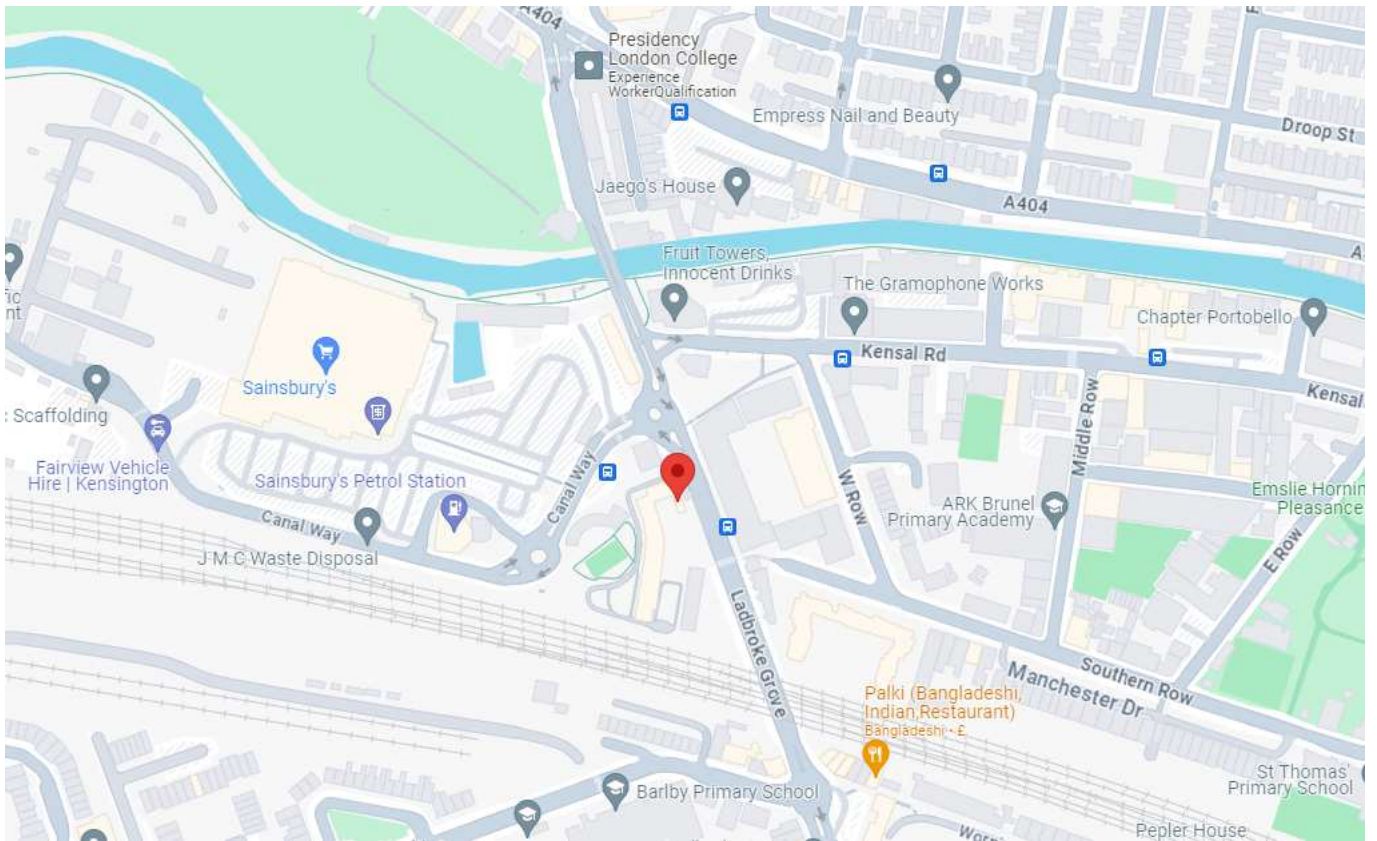 A404
Presidency
London College
Experience
WorkerQualification
Empress Nail and Beauty
Droop St
Jaego's House
A404
Fruit Towers,
Innocent Drinks
The Gramophone Works
Chapter Portobello
Kensal Rd
Kensal
Sainsbury's
Scaffolding
Fairview Vehicle
Hire | Kensington
Sainsbury's Petrol Station
Canal Way
Canal Way
J M C Waste Disposal
W Row
Middle Row
ARK Brunel
Primary Academy
Emslie Hornin
Pleasance
E Row
Ladbroke Grove
Southern Row
Manchester Dr
Palki (Bangladeshi,
Indian,Restaurant)
Bangladeshi · £
Barlby Primary School
St Thomas'
Primary School
Pepler House